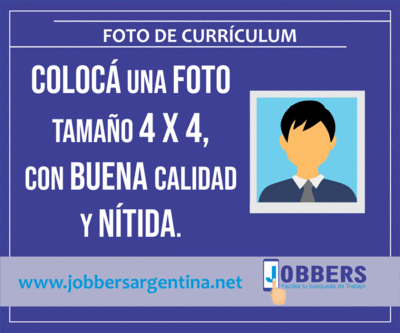 FOTO DE CURRÍCULUM
COLOCÁ UNA FOTO
TAMAÑO 4 X 4,
CON BUENA CALIDAD
Y NÍTIDA.
www.jobbersargentina.net
JOBBERS
Facilita tu búsqueda de Trabajo